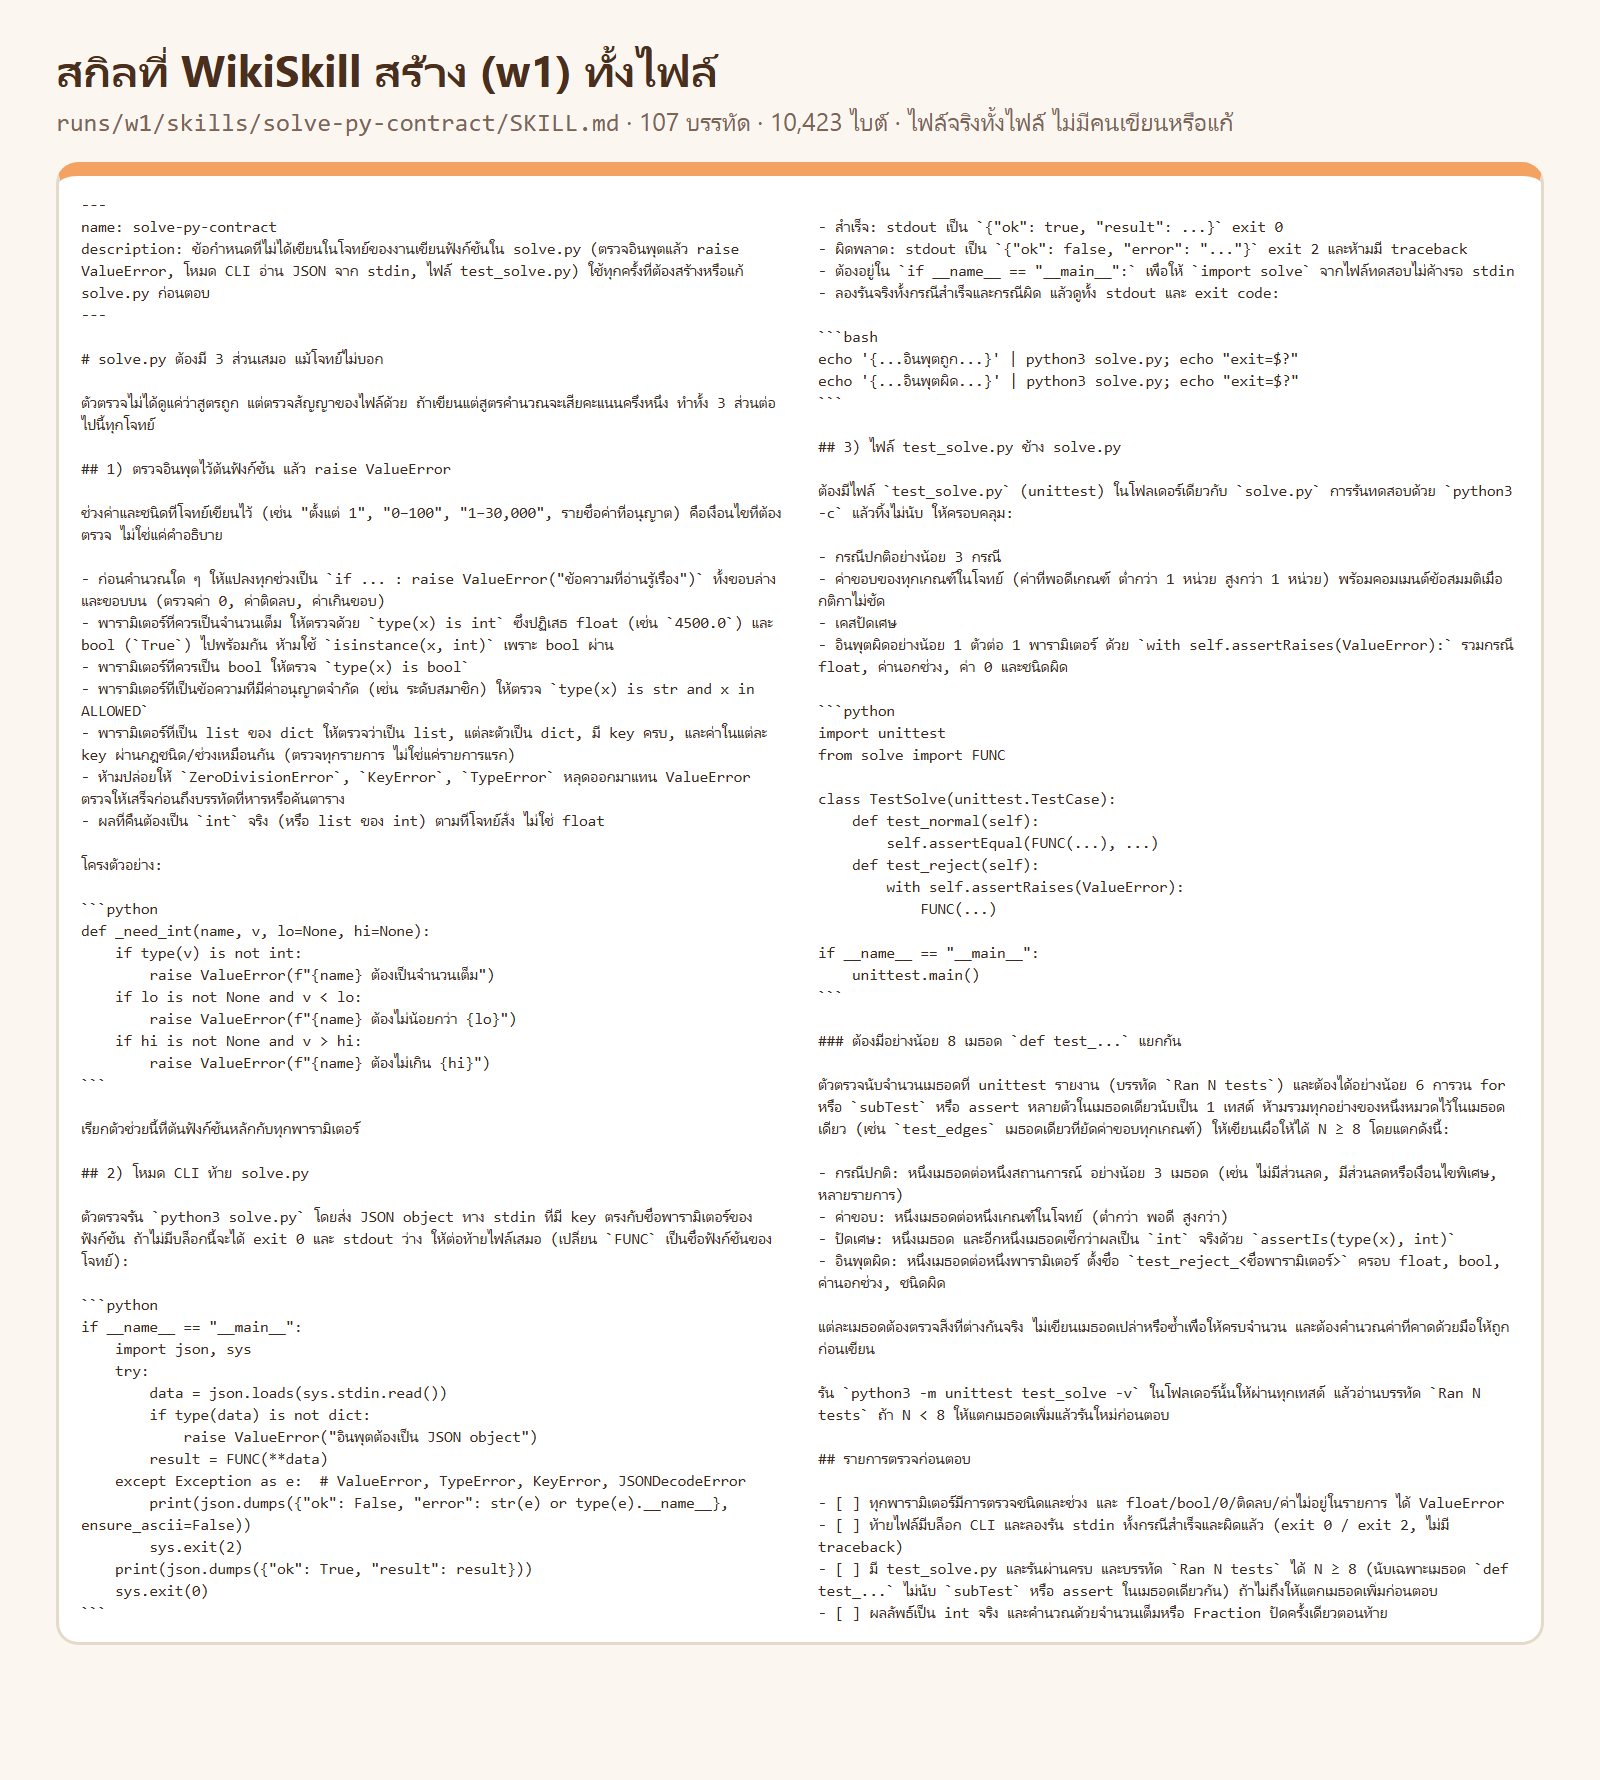 สกิลที่ WikiSkill สร้าง (w1) ทั้งไฟล์
runs/w1/skills/solve-py-contract/SKILL.md · 107 บรรทัด · 10,423 ไบต์ · ไฟล์จริงทั้งไฟล์ ไม่มีคนเขียนหรือแก้
---
name: solve-py-contract
description: ข้อกำหนดที่ไม่ได้เขียนในโจทย์ของงานเขียนฟังก์ชันใน solve.py (ตรวจอินพุตแล้ว raise
ValueError, โหมด CLI อ่าน JSON จาก stdin, ไฟล์ test_solve.py) ใช้ทุกครั้งที่ต้องสร้างหรือแก้
solve.py ก่อนตอบ
---
# solve.py ต้องมี 3 ส่วนเสมอ แม้โจทย์ไม่บอก
ตัวตรวจไม่ได้ดูแค่ว่าสูตรถูก แต่ตรวจสัญญาของไฟล์ด้วย ถ้าเขียนแต่สูตรคำนวณจะเสียคะแนนครึ่งหนึ่ง ทำทั้ง 3 ส่วนต่อ
ไปนี้ทุกโจทย์
## 1) ตรวจอินพุตไว้ต้นฟังก์ชัน แล้ว raise ValueError
ช่วงค่าและชนิดที่โจทย์เขียนไว้ (เช่น "ตั้งแต่ 1", "0–100", "1–30,000", รายชื่อค่าที่อนุญาต) คือเงื่อนไขที่ต้อง
ตรวจ ไม่ใช่แค่คำอธิบาย
- ก่อนคำนวณใด ๆ ให้แปลงทุกช่วงเป็น `if ... : raise ValueError("ข้อความที่อ่านรู้เรื่อง")` ทั้งขอบล่าง
และขอบบน (ตรวจค่า 0, ค่าติดลบ, ค่าเกินขอบ)
- พารามิเตอร์ที่ควรเป็นจำนวนเต็ม ให้ตรวจด้วย `type(x) is int` ซึ่งปฏิเสธ float (เช่น `4500.0`) และ
bool (`True`) ไปพร้อมกัน ห้ามใช้ `isinstance(x, int)` เพราะ bool ผ่าน
- พารามิเตอร์ที่ควรเป็น bool ให้ตรวจ `type(x) is bool`
- พารามิเตอร์ที่เป็นข้อความที่มีค่าอนุญาตจำกัด (เช่น ระดับสมาชิก) ให้ตรวจ `type(x) is str and x in
ALLOWED`
- พารามิเตอร์ที่เป็น list ของ dict ให้ตรวจว่าเป็น list, แต่ละตัวเป็น dict, มี key ครบ, และค่าในแต่ละ
key ผ่านกฎชนิด/ช่วงเหมือนกัน (ตรวจทุกรายการ ไม่ใช่แค่รายการแรก)
- ห้ามปล่อยให้ `ZeroDivisionError`, `KeyError`, `TypeError` หลุดออกมาแทน ValueError
ตรวจให้เสร็จก่อนถึงบรรทัดที่หารหรือค้นตาราง
- ผลที่คืนต้องเป็น `int` จริง (หรือ list ของ int) ตามที่โจทย์สั่ง ไม่ใช่ float
โครงตัวอย่าง:
```python
def _need_int(name, v, lo=None, hi=None):
    if type(v) is not int:
        raise ValueError(f"{name} ต้องเป็นจำนวนเต็ม")
    if lo is not None and v < lo:
        raise ValueError(f"{name} ต้องไม่น้อยกว่า {lo}")
    if hi is not None and v > hi:
        raise ValueError(f"{name} ต้องไม่เกิน {hi}")
```
เรียกตัวช่วยนี้ที่ต้นฟังก์ชันหลักกับทุกพารามิเตอร์
## 2) โหมด CLI ท้าย solve.py
ตัวตรวจรัน `python3 solve.py` โดยส่ง JSON object ทาง stdin ที่มี key ตรงกับชื่อพารามิเตอร์ของ
ฟังก์ชัน ถ้าไม่มีบล็อกนี้จะได้ exit 0 และ stdout ว่าง ให้ต่อท้ายไฟล์เสมอ (เปลี่ยน `FUNC` เป็นชื่อฟังก์ชันของ
โจทย์):
```python
if __name__ == "__main__":
    import json, sys
    try:
        data = json.loads(sys.stdin.read())
        if type(data) is not dict:
            raise ValueError("อินพุตต้องเป็น JSON object")
        result = FUNC(**data)
    except Exception as e:  # ValueError, TypeError, KeyError, JSONDecodeError
        print(json.dumps({"ok": False, "error": str(e) or type(e).__name__},
ensure_ascii=False))
        sys.exit(2)
    print(json.dumps({"ok": True, "result": result}))
    sys.exit(0)
```
- สำเร็จ: stdout เป็น `{"ok": true, "result": ...}` exit 0
- ผิดพลาด: stdout เป็น `{"ok": false, "error": "..."}` exit 2 และห้ามมี traceback
- ต้องอยู่ใน `if __name__ == "__main__":` เพื่อให้ `import solve` จากไฟล์ทดสอบไม่ค้างรอ stdin
- ลองรันจริงทั้งกรณีสำเร็จและกรณีผิด แล้วดูทั้ง stdout และ exit code:
```bash
echo '{...อินพุตถูก...}' | python3 solve.py; echo "exit=$?"
echo '{...อินพุตผิด...}' | python3 solve.py; echo "exit=$?"
```
## 3) ไฟล์ test_solve.py ข้าง solve.py
ต้องมีไฟล์ `test_solve.py` (unittest) ในโฟลเดอร์เดียวกับ `solve.py` การรันทดสอบด้วย `python3
-c` แล้วทิ้งไม่นับ ให้ครอบคลุม:
- กรณีปกติอย่างน้อย 3 กรณี
- ค่าขอบของทุกเกณฑ์ในโจทย์ (ค่าที่พอดีเกณฑ์ ต่ำกว่า 1 หน่วย สูงกว่า 1 หน่วย) พร้อมคอมเมนต์ข้อสมมติเมื่อ
กติกาไม่ชัด
- เคสปัดเศษ
- อินพุตผิดอย่างน้อย 1 ตัวต่อ 1 พารามิเตอร์ ด้วย `with self.assertRaises(ValueError):` รวมกรณี
float, ค่านอกช่วง, ค่า 0 และชนิดผิด
```python
import unittest
from solve import FUNC
class TestSolve(unittest.TestCase):
    def test_normal(self):
        self.assertEqual(FUNC(...), ...)
    def test_reject(self):
        with self.assertRaises(ValueError):
            FUNC(...)
if __name__ == "__main__":
    unittest.main()
```
### ต้องมีอย่างน้อย 8 เมธอด `def test_...` แยกกัน
ตัวตรวจนับจำนวนเมธอดที่ unittest รายงาน (บรรทัด `Ran N tests`) และต้องได้อย่างน้อย 6 การวน for
หรือ `subTest` หรือ assert หลายตัวในเมธอดเดียวนับเป็น 1 เทสต์ ห้ามรวมทุกอย่างของหนึ่งหมวดไว้ในเมธอด
เดียว (เช่น `test_edges` เมธอดเดียวที่ยัดค่าขอบทุกเกณฑ์) ให้เขียนเผื่อให้ได้ N ≥ 8 โดยแตกดังนี้:
- กรณีปกติ: หนึ่งเมธอดต่อหนึ่งสถานการณ์ อย่างน้อย 3 เมธอด (เช่น ไม่มีส่วนลด, มีส่วนลดหรือเงื่อนไขพิเศษ,
หลายรายการ)
- ค่าขอบ: หนึ่งเมธอดต่อหนึ่งเกณฑ์ในโจทย์ (ต่ำกว่า พอดี สูงกว่า)
- ปัดเศษ: หนึ่งเมธอด และอีกหนึ่งเมธอดเช็กว่าผลเป็น `int` จริงด้วย `assertIs(type(x), int)`
- อินพุตผิด: หนึ่งเมธอดต่อหนึ่งพารามิเตอร์ ตั้งชื่อ `test_reject_<ชื่อพารามิเตอร์>` ครอบ float, bool,
ค่านอกช่วง, ชนิดผิด
แต่ละเมธอดต้องตรวจสิ่งที่ต่างกันจริง ไม่เขียนเมธอดเปล่าหรือซ้ำเพื่อให้ครบจำนวน และต้องคำนวณค่าที่คาดด้วยมือให้ถูก
ก่อนเขียน
รัน `python3 -m unittest test_solve -v` ในโฟลเดอร์นั้นให้ผ่านทุกเทสต์ แล้วอ่านบรรทัด `Ran N
tests` ถ้า N < 8 ให้แตกเมธอดเพิ่มแล้วรันใหม่ก่อนตอบ
## รายการตรวจก่อนตอบ
- [ ] ทุกพารามิเตอร์มีการตรวจชนิดและช่วง และ float/bool/0/ติดลบ/ค่าไม่อยู่ในรายการ ได้ ValueError
- [ ] ท้ายไฟล์มีบล็อก CLI และลองรัน stdin ทั้งกรณีสำเร็จและผิดแล้ว (exit 0 / exit 2, ไม่มี
traceback)
- [ ] มี test_solve.py และรันผ่านครบ และบรรทัด `Ran N tests` ได้ N ≥ 8 (นับเฉพาะเมธอด `def
test_...` ไม่นับ `subTest` หรือ assert ในเมธอดเดียวกัน) ถ้าไม่ถึงให้แตกเมธอดเพิ่มก่อนตอบ
- [ ] ผลลัพธ์เป็น int จริง และคำนวณด้วยจำนวนเต็มหรือ Fraction ปัดครั้งเดียวตอนท้าย